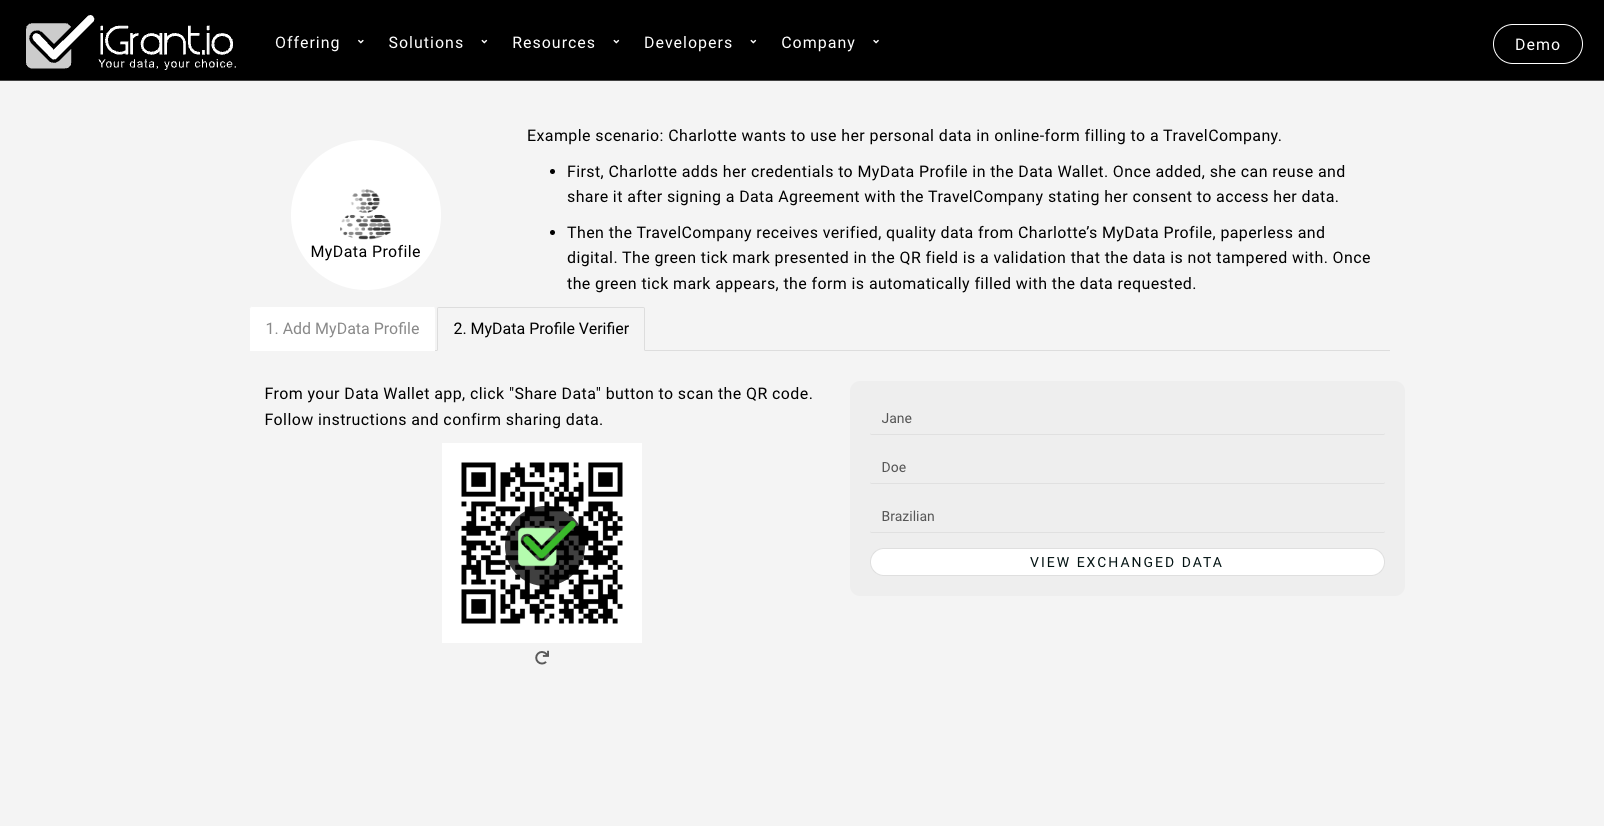 iGrant.io
Your data, your choice.
Offering
Solutions
Resources
Developers
Company
Demo
MyData Profile
Example scenario: Charlotte wants to use her personal data in online-form filling to a TravelCompany.
• First, Charlotte adds her credentials to MyData Profile in the Data Wallet. Once added, she can reuse and
share it after signing a Data Agreement with the TravelCompany stating her consent to access her data.
• Then the TravelCompany receives verified, quality data from Charlotte’s MyData Profile, paperless and
digital. The green tick mark presented in the QR field is a validation that the data is not tampered with. Once
the green tick mark appears, the form is automatically filled with the data requested.
1. Add MyData Profile
2. MyData Profile Verifier
From your Data Wallet app, click "Share Data" button to scan the QR code.
Follow instructions and confirm sharing data.
Jane
Doe
Brazilian
VIEW EXCHANGED DATA